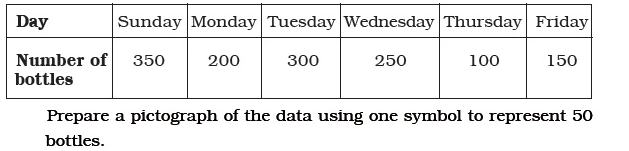 Day Sunday Monday Tuesday Wednesday Thursday Friday
Number of 350 200 300 250 100 150
bottles
Prepare a pictograph of the data using one symbol to represent 50
bottles.